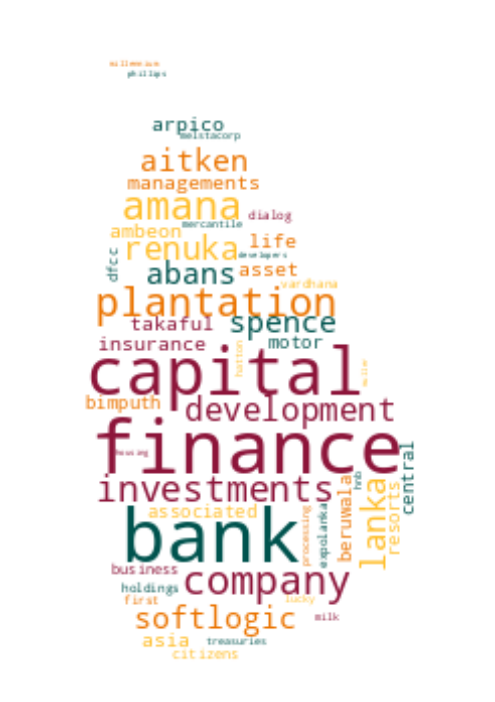 millennium
phillips
arpico
melstacorp
aitken
managements
amana
dialog
mercantile
ambeon
renuka
life
developers
dfcc
abans
asset
vardhana
plantation
takaful
spence
insurance
motor
hatton
capital
muller
bimputh
development
finance
housing
central
investments
hnb
lanka
resorts
beruwala
associated
bank
processing
expolanka
business
company
holdings
first
lucky
softlogic
milk
asia
treasuries
citizens